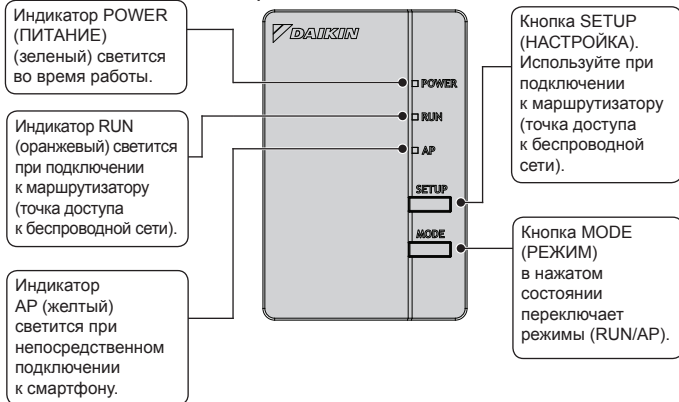 Индикатор POWER
(ПИТАНИЕ)
(зеленый) светится
во время работы.
Индикатор RUN
(оранжевый) светится
при подключении
к маршрутизатору
(точка доступа
к беспроводной сети).
Индикатор
AP (желтый)
светится при
непосредственном
подключении
к смартфону.
DAIKIN
POWER
RUN
AP
SETUP
MODE
Кнопка SETUP
(НАСТРОЙКА).
Используйте при
подключении
к маршрутизатору
(точка доступа
к беспроводной
сети).
Кнопка MODE
(РЕЖИМ)
в нажатом
состоянии
переключает
режимы (RUN/AP).